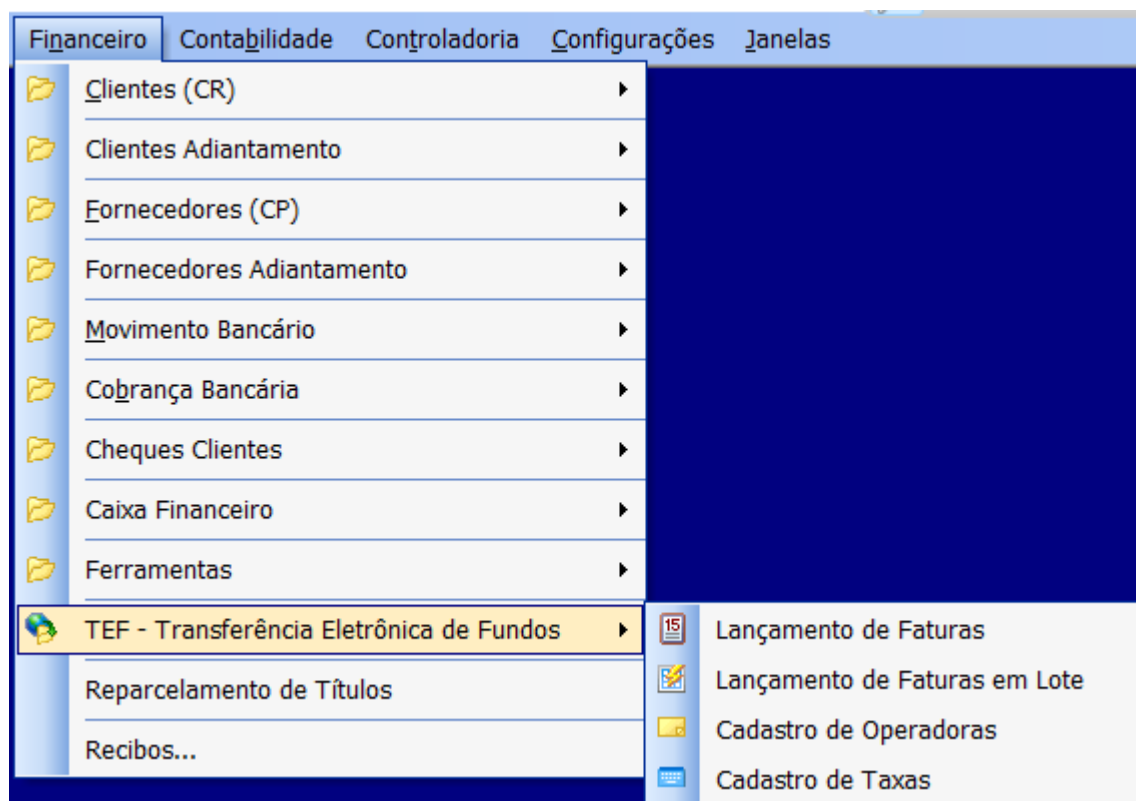 Financeiro Contabilidade Controladoria Configurações Janelas
Clientes (CR)
Clientes Adiantamento
Fornecedores (CP)
Fornecedores Adiantamento
Movimento Bancário
Cobrança Bancária
Cheques Clientes
Caixa Financeiro
Ferramentas
TEF - Transferência Eletrônica de Fundos
Reparcelamento de Títulos
Recibos...
15 Lançamento de Faturas
Lançamento de Faturas em Lote
Cadastro de Operadoras
Cadastro de Taxas